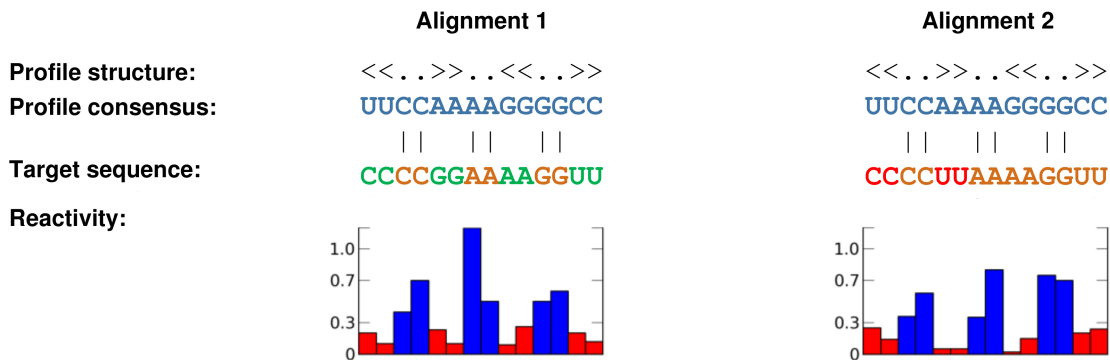 Alignment 1 Alignment 2
Profile structure: <<..>>..<<..>> <<..>>..<<..>>
Profile consensus: UUCCAAAAGGGGCC UUCCAAAAGGGGCC
|| || || || || ||
Target sequence: CCCCGGAAAAGGUU CCCCUUAAAAGGUU
Reactivity:
1.0 1.0
0.7 0.7
0.3 0.3
0 0